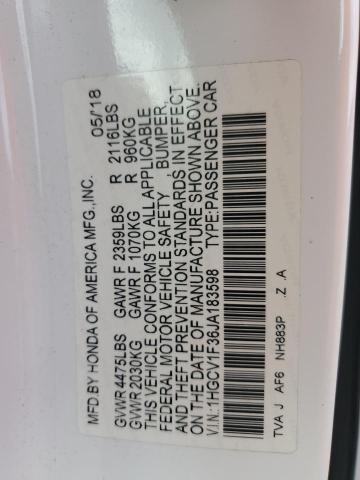 MFD.BY HONDA OF AMERICA MFG.,INC. 05/18
GVWR 4475LBS GAWR F 2359LBS R 2116LBS
GVWR 2030KG GAWR F 1070KG R 960KG
THIS VEHICLE CONFORMS TO ALL APPLICABLE
FEDERAL MOTOR VEHICLE SAFETY BUMPER,
AND THEFT PREVENTION STANDARDS IN EFFECT
ON THE DATE OF MANUFACTURE SHOWN ABOVE.
V.I.N.:1HGCV1F36JA183598 TYPE:PASSENGER CAR
TVA J AF6 NH883P .Z .A